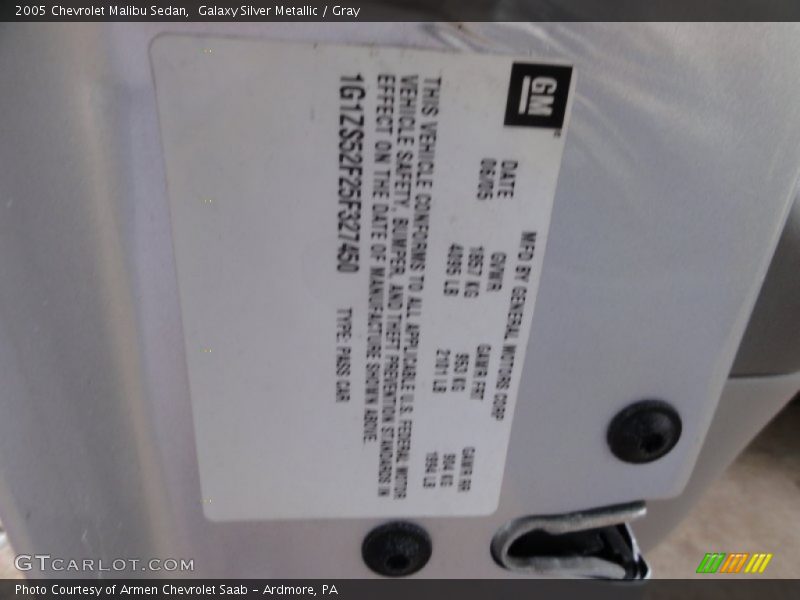 2005 Chevrolet Malibu Sedan,  Galaxy Silver Metallic / Gray
GM
MFD BY GENERAL MOTORS CORP
DATE GVWR GAWR FRT GAWR RR
06/05 1857 KG 953 KG 904 KG
4095 LB 2101 LB 1994 LB
THIS VEHICLE CONFORMS TO ALL APPLICABLE U.S. FEDERAL MOTOR
VEHICLE SAFETY, BUMPER, AND THEFT PREVENTION STANDARDS IN
EFFECT ON THE DATE OF MANUFACTURE SHOWN ABOVE.
1G1ZS52F25F327450 TYPE: PASS CAR
GTCARLOT.COM
Photo Courtesy of Armen Chevrolet Saab - Ardmore, PA